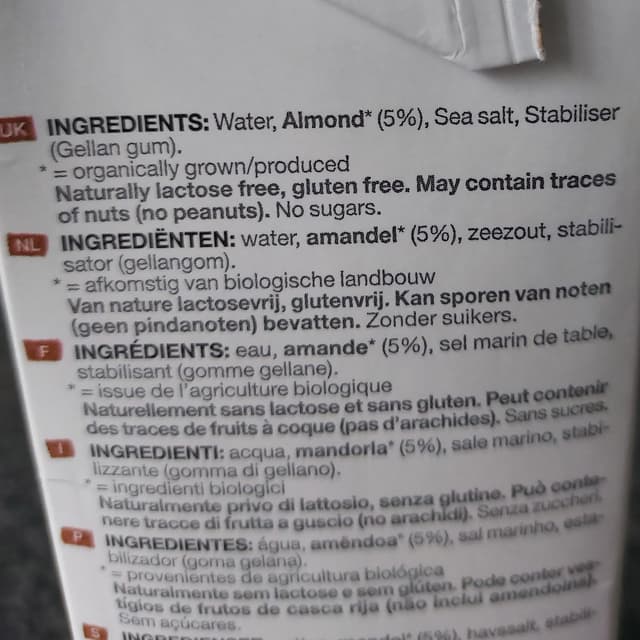 UK INGREDIENTS: Water, Almond* (5%), Sea salt, Stabiliser
(Gellan gum).
* = organically grown/produced
Naturally lactose free, gluten free. May contain traces
of nuts (no peanuts). No sugars.
NL INGREDIËNTEN: water, amandel* (5%), zeezout, stabili-
sator (gellangom).
* = afkomstig van biologische landbouw
Van nature lactosevrij, glutenvrij. Kan sporen van noten
(geen pindanoten) bevatten. Zonder suikers.
F INGRÉDIENTS: eau, amande* (5%), sel marin de table,
stabilisant (gomme gellane).
* = issue de l'agriculture biologique
Naturellement sans lactose et sans gluten. Peut contenir
des traces de fruits à coque (pas d'arachides). Sans sucres.
I INGREDIENTI: acqua, mandorla* (5%), sale marino, stabi-
lizzante (gomma di gellano).
* = ingredienti biologici
Naturalmente privo di lattosio, senza glutine. Può conte-
nere tracce di frutta a guscio (no arachidi). Senza zuccheri.
P INGREDIENTES: água, amêndoa* (5%), sal marinho, esta-
bilizador (goma gelana).
* = provenientes de agricultura biológica
Naturalmente sem lactose e sem glúten. Pode conter ves-
tígios de frutos de casca rija (não inclui amendoins).
Sem açúcares.
S (5%), havssalt, stabili-